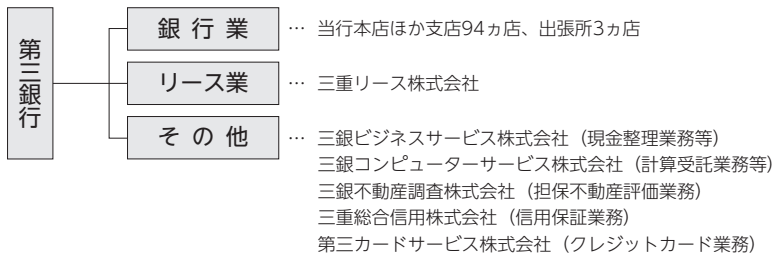 第三銀行
銀行業 … 当行本店ほか支店94ヵ店、出張所3ヵ店
リース業 … 三重リース株式会社
その他 … 三銀ビジネスサービス株式会社（現金整理業務等）
三銀コンピューターサービス株式会社（計算受託業務等）
三銀不動産調査株式会社（担保不動産評価業務）
三重総合信用株式会社（信用保証業務）
第三カードサービス株式会社（クレジットカード業務）